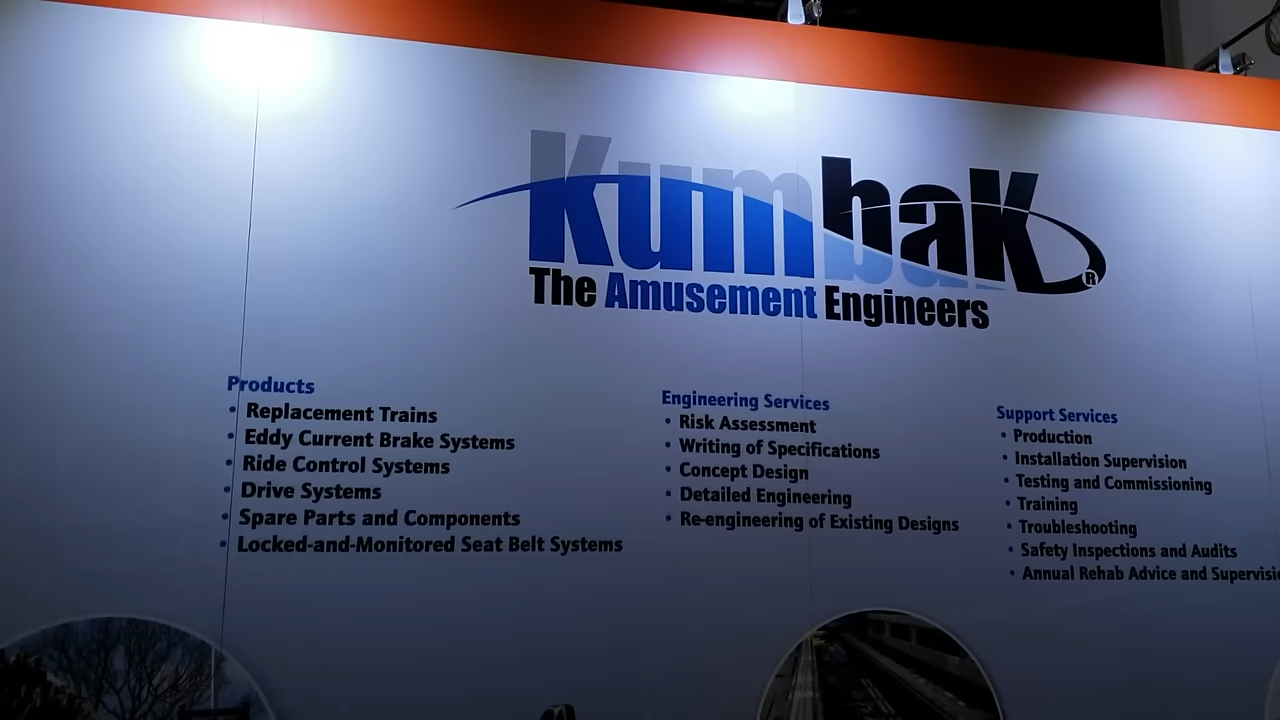 KumbaK
The Amusement Engineers
®
Products
• Replacement Trains
• Eddy Current Brake Systems
• Ride Control Systems
• Drive Systems
• Spare Parts and Components
• Locked-and-Monitored Seat Belt Systems
Engineering Services
• Risk Assessment
• Writing of Specifications
• Concept Design
• Detailed Engineering
• Re-engineering of Existing Designs
Support Services
• Production
• Installation Supervision
• Testing and Commissioning
• Training
• Troubleshooting
• Safety Inspections and Audits
• Annual Rehab Advice and